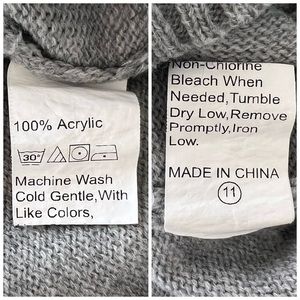 100% Acrylic
30°
Machine Wash
Cold Gentle,With
Like Colors,
Non-Chlorine
Bleach When
Needed,Tumble
Dry Low,Remove
Promptly,Iron
Low.
MADE IN CHINA
11